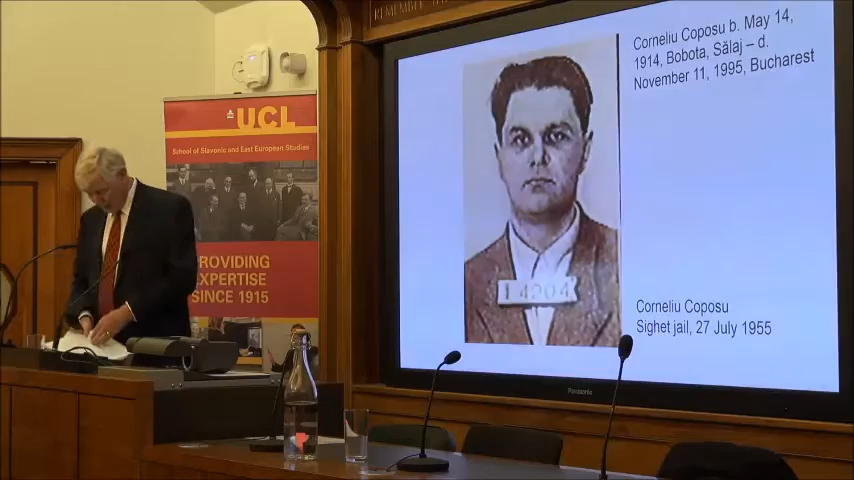 REMEMBER
UCL
School of Slavonic and East European Studies
PROVIDING
EXPERTISE
SINCE 1915
Corneliu Coposu b. May 14,
1914, Bobota, Sălaj – d.
November 11, 1995, Bucharest
14204
Corneliu Coposu
Sighet jail, 27 July 1955
Panasonic